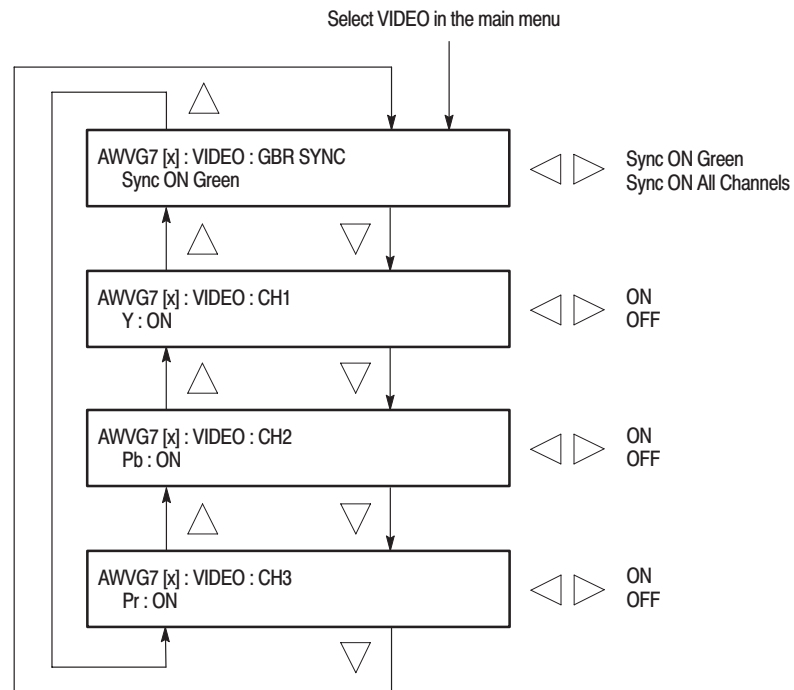 Select VIDEO in the main menu
AWVG7 [x] : VIDEO : GBR SYNC
Sync ON Green
Sync ON Green
Sync ON All Channels
AWVG7 [x] : VIDEO : CH1
Y : ON
ON
OFF
AWVG7 [x] : VIDEO : CH2
Pb : ON
ON
OFF
AWVG7 [x] : VIDEO : CH3
Pr : ON
ON
OFF